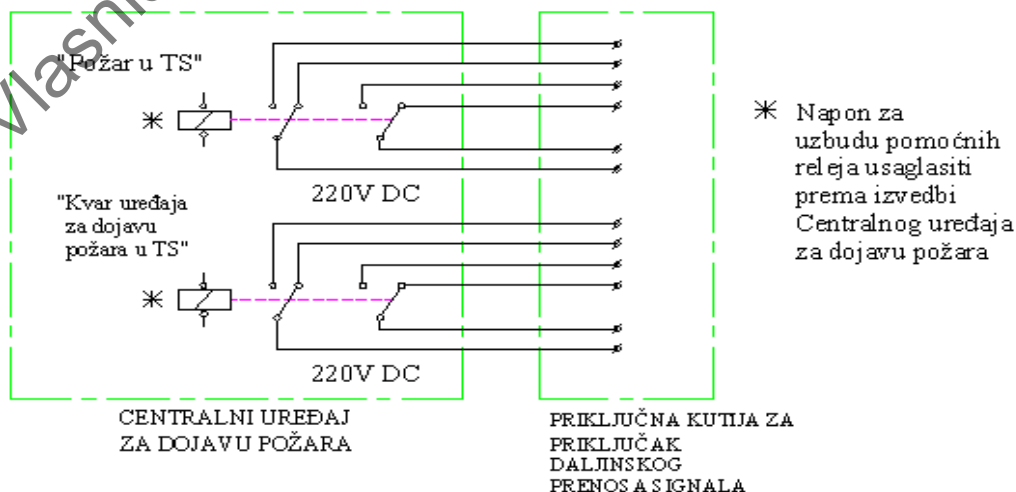 Vlasni
"Požar u TS"
220V DC
"Kvar uređaja
za dojavu
požara u TS"
220V DC
CENTRALNI UREĐAJ
ZA DOJAVU POŽARA
PRIKLJUČNA KUTIJA ZA
PRIKLJUČAK
DALJINSKOG
PRENOSA SIGNALA
Napon za
uzbudu pomoćnih
releja usaglasiti
prema izvedbi
Centralnog uređaja
za dojavu požara